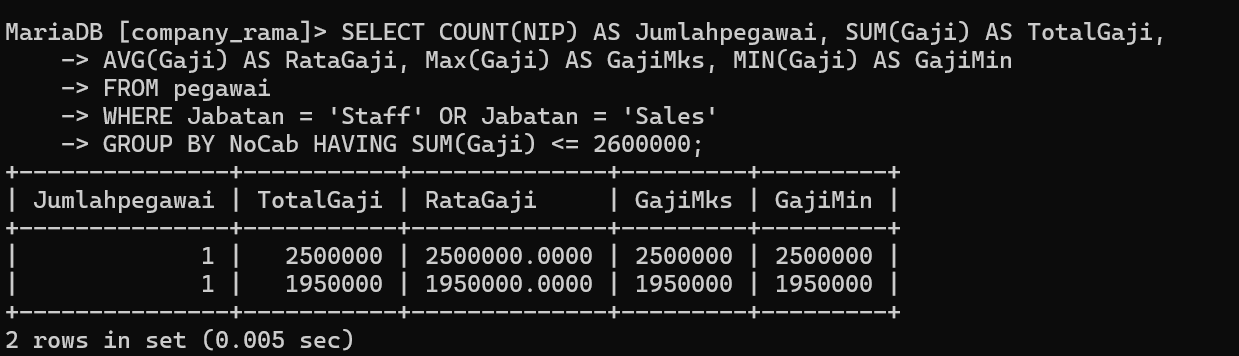 MariaDB [company_rama]> SELECT COUNT(NIP) AS Jumlahpegawai, SUM(Gaji) AS TotalGaji,
    -> AVG(Gaji) AS RataGaji, Max(Gaji) AS GajiMks, MIN(Gaji) AS GajiMin
    -> FROM pegawai
    -> WHERE Jabatan = 'Staff' OR Jabatan = 'Sales'
    -> GROUP BY NoCab HAVING SUM(Gaji) <= 2600000;
+---------------+-----------+--------------+---------+---------+
| Jumlahpegawai | TotalGaji | RataGaji     | GajiMks | GajiMin |
+---------------+-----------+--------------+---------+---------+
|             1 |   2500000 | 2500000.0000 | 2500000 | 2500000 |
|             1 |   1950000 | 1950000.0000 | 1950000 | 1950000 |
+---------------+-----------+--------------+---------+---------+
2 rows in set (0.005 sec)